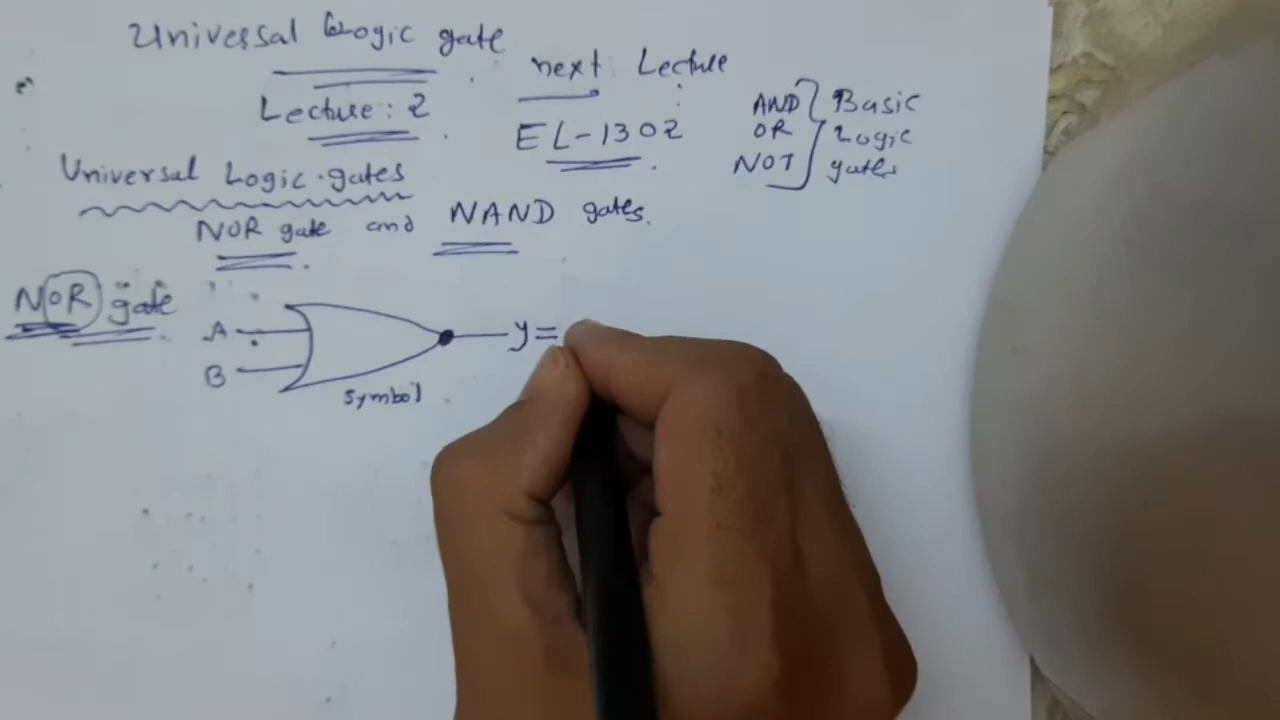 Universal Logic gate
Lecture: 2
next Lecture
EL-1302
AND
OR
NOT
Basic
Logic
gates
Universal Logic gates
NOR gate and NAND gates.
NOR gate
A
B
y=
Symbol